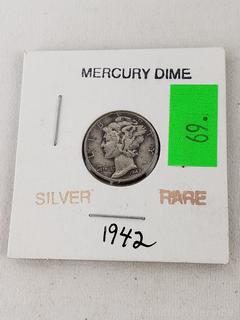 MERCURY DIME
69.
SILVER RARE
1942